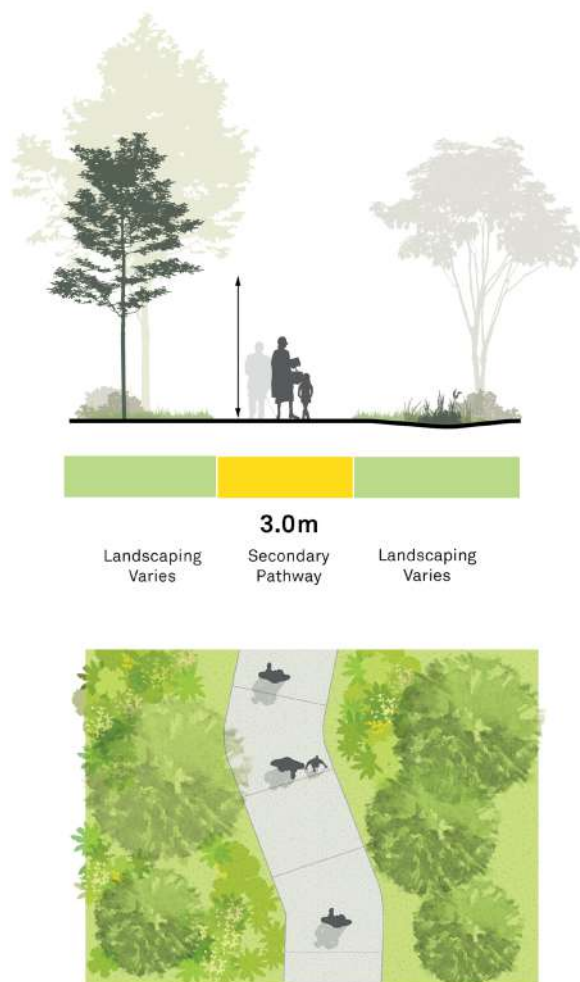 3.0m
Landscaping
Varies
Secondary
Pathway
Landscaping
Varies